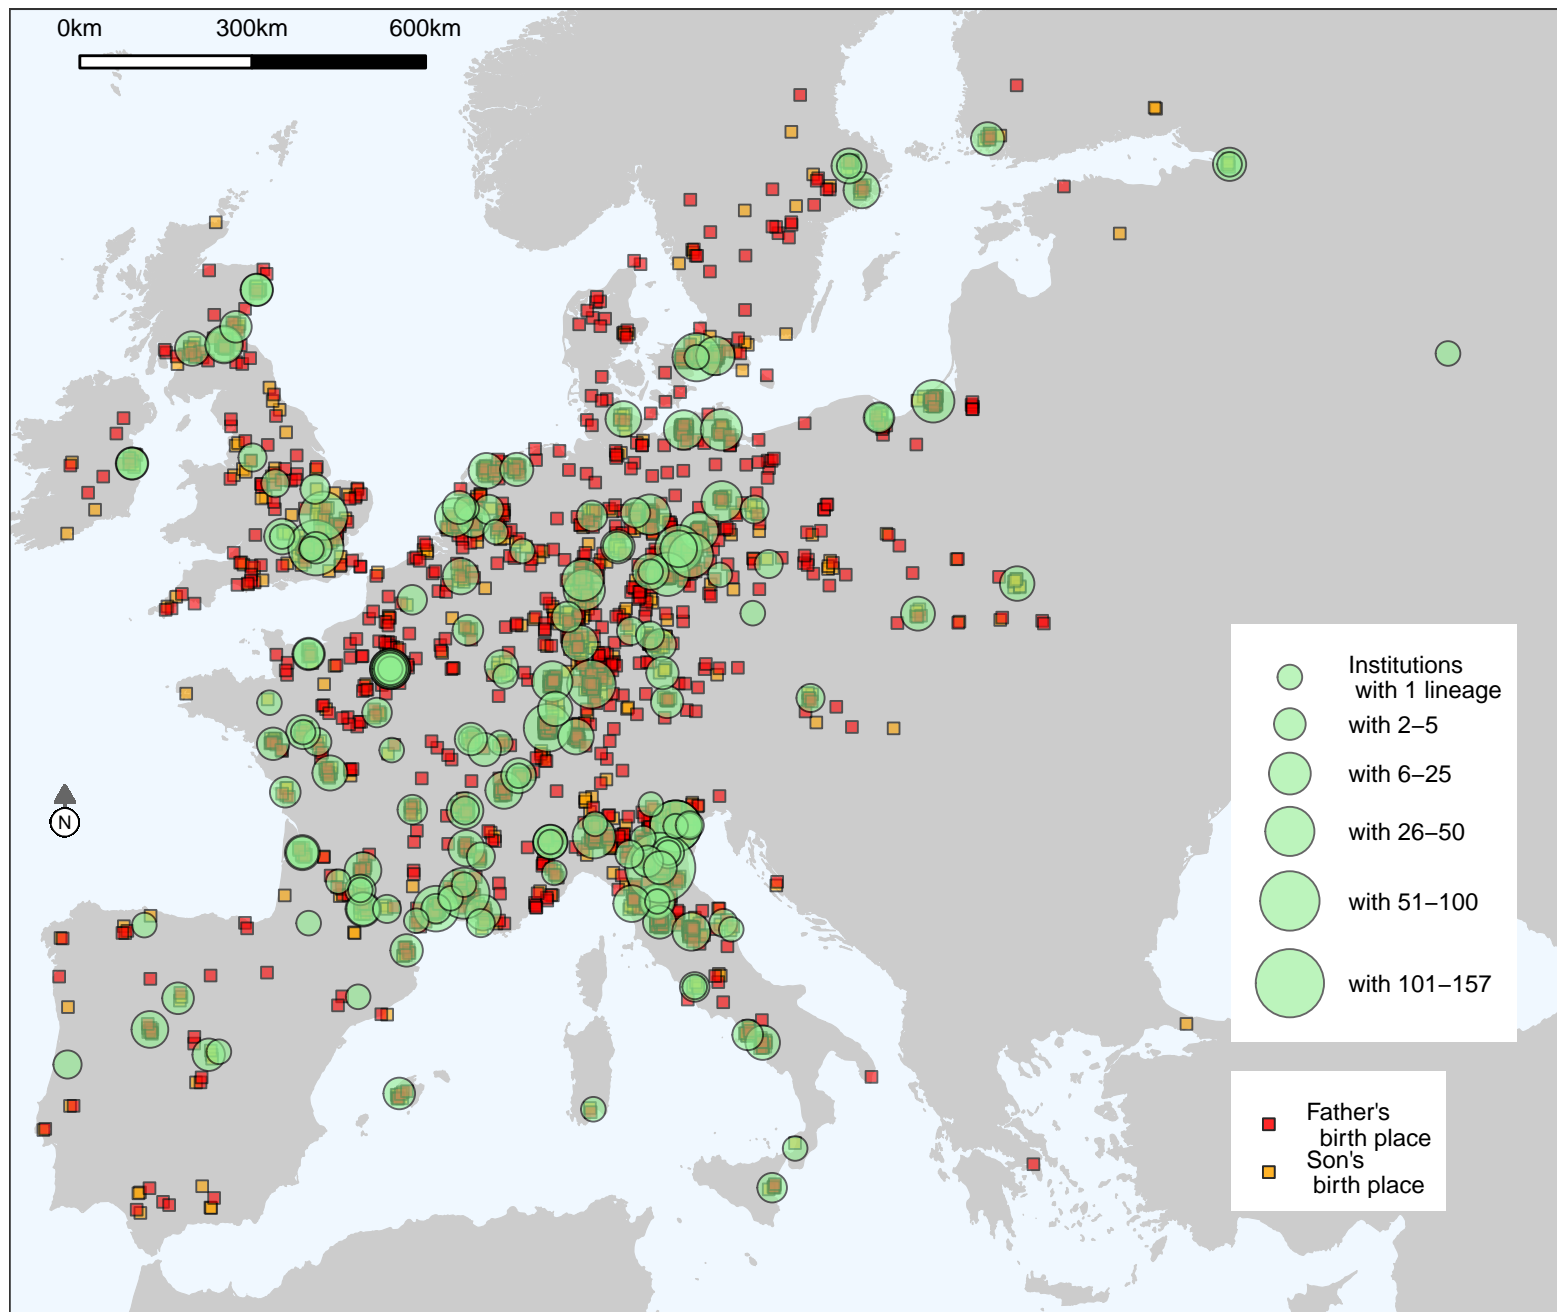 0km 300km 600km
N
Institutions
with 1 lineage
with 2–5
with 6–25
with 26–50
with 51–100
with 101–157
Father's
birth place
Son's
birth place